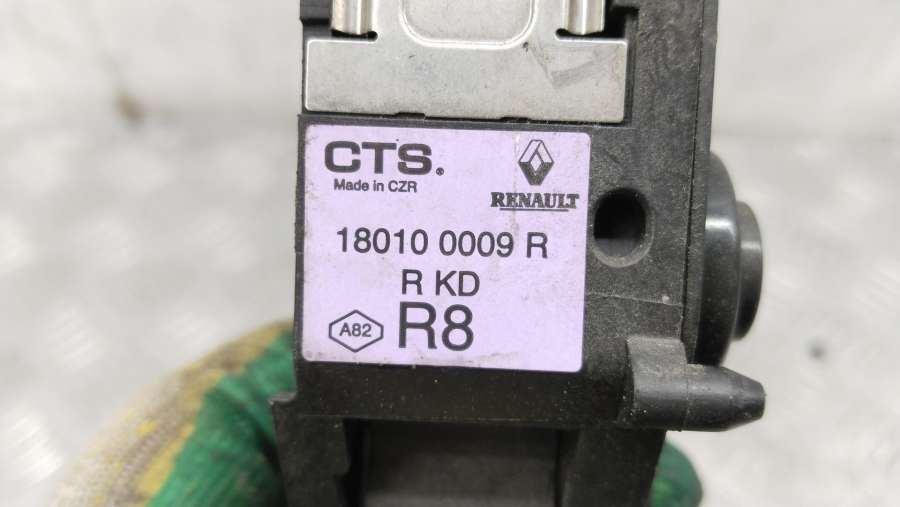 CTS.
Made in CZR
RENAULT
18010 0009 R
R KD
A82
R8